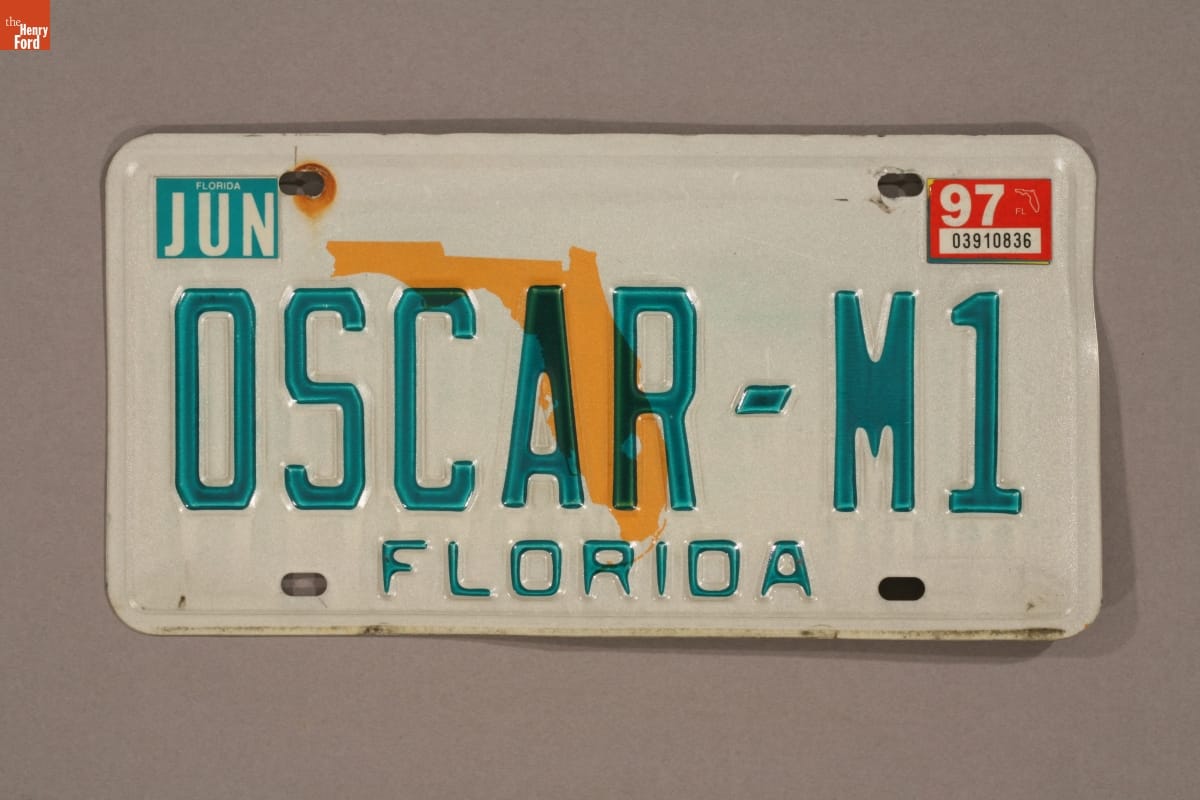 the
Henry
Ford
FLORIDA
JUN
97
FL
03910836
OSCAR-M1
FLORIDA